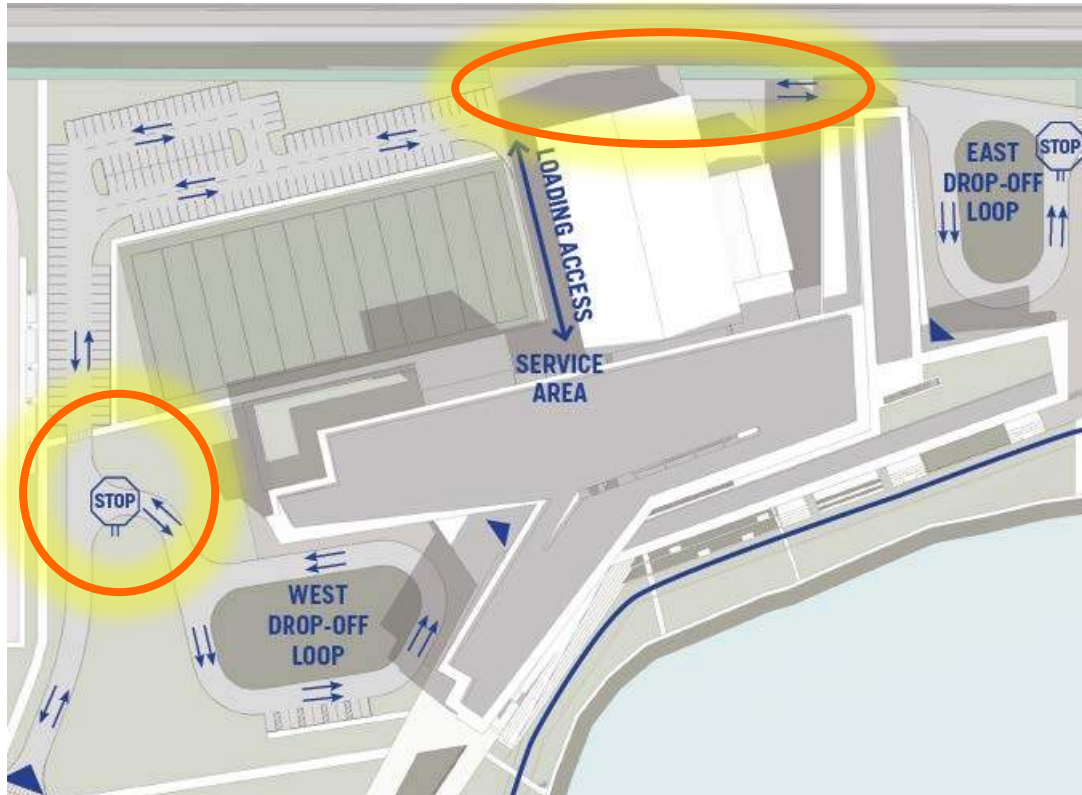 LOADING ACCESS
EAST
DROP-OFF
LOOP
STOP
SERVICE
AREA
STOP
WEST
DROP-OFF
LOOP